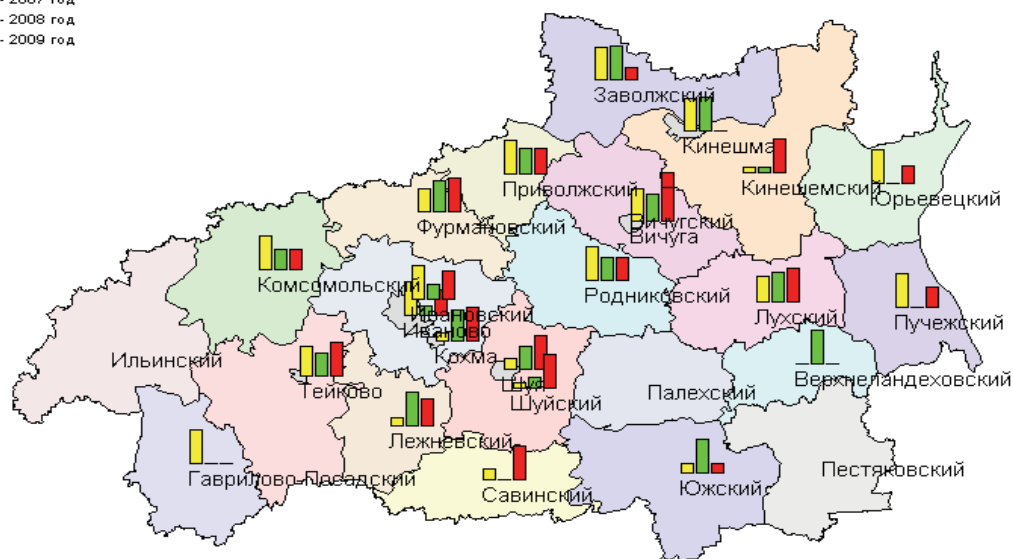 - 2008 год
- 2009 год
Заволжский
Кинешма
Кинешемский
Юрьевецкий
Приволжский
Вичугский
Вичуга
Фурмановский
Комсомольский
Родниковский
Лухский
Пучежский
Ивановский
Иваново
Кохма
Ильинский
Тейково
Шуя
Шуйский
Палехский
Верхнеландеховский
Лежневский
Гаврилово-Посадский
Савинский
Южский
Пестяковский